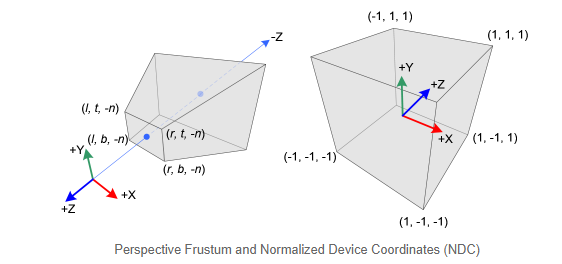 -Z
(l, t, -n)
(l, b, -n)
(r, t, -n)
(r, b, -n)
+Y
+X
+Z
(-1, 1, 1)
(1, 1, 1)
+Y
+Z
+X
(1, -1, 1)
(-1, -1, -1)
(1, -1, -1)
Perspective Frustum and Normalized Device Coordinates (NDC)